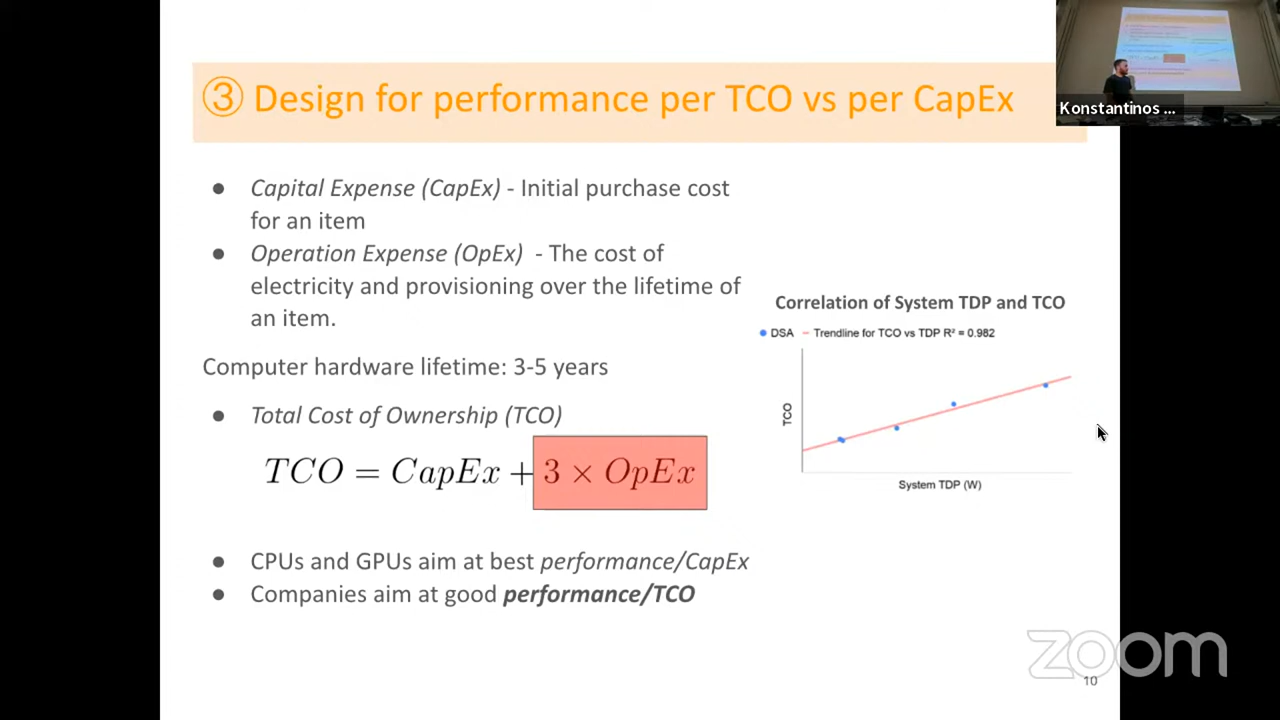 ③ Design for performance per TCO vs per CapEx
Konstantinos ...
● Capital Expense (CapEx) - Initial purchase cost
for an item
● Operation Expense (OpEx) - The cost of
electricity and provisioning over the lifetime of
an item.
Computer hardware lifetime: 3-5 years
● Total Cost of Ownership (TCO)
TCO = CapEx + 3 × OpEx
● CPUs and GPUs aim at best performance/CapEx
● Companies aim at good performance/TCO
Correlation of System TDP and TCO
DSA Trendline for TCO vs TDP R² = 0.982
TCO
System TDP (W)
zoom
10